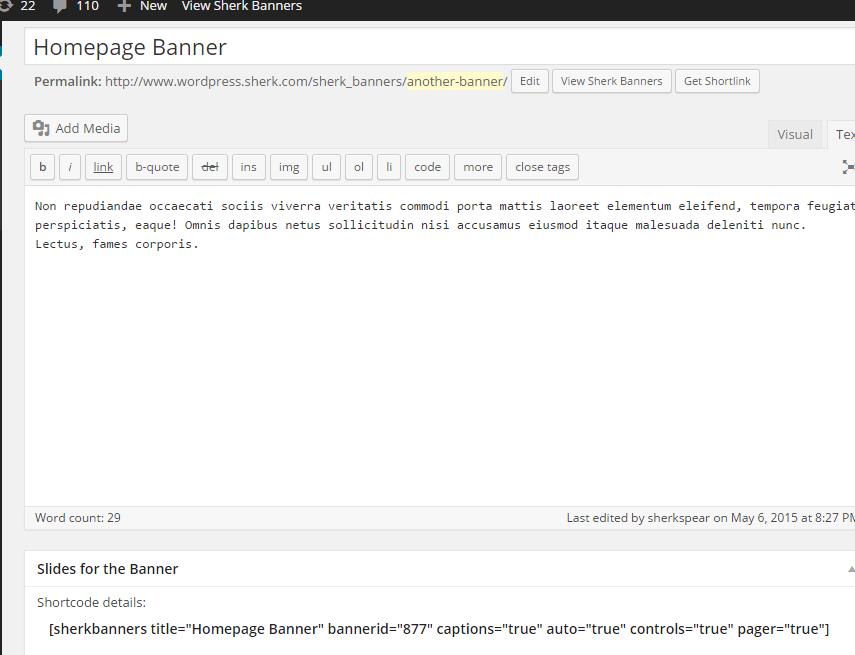 22 110 + New View Sherk Banners
Homepage Banner
Permalink: http://www.wordpress.sherk.com/sherk_banners/another-banner/ Edit View Sherk Banners Get Shortlink
Add Media
Visual Tex
b i link b-quote del ins img ul ol li code more close tags
Non repudiandae occaecati sociis viverra veritatis commodi porta mattis laoreet elementum eleifend, tempora feugiat
perspiciatis, eaque! Omnis dapibus netus sollicitudin nisi accusamus eiusmod itaque malesuada deleniti nunc.
Lectus, fames corporis.
Word count: 29 Last edited by sherkspear on May 6, 2015 at 8:27 PM
Slides for the Banner
Shortcode details:
[sherkbanners title="Homepage Banner" bannerid="877" captions="true" auto="true" controls="true" pager="true"]